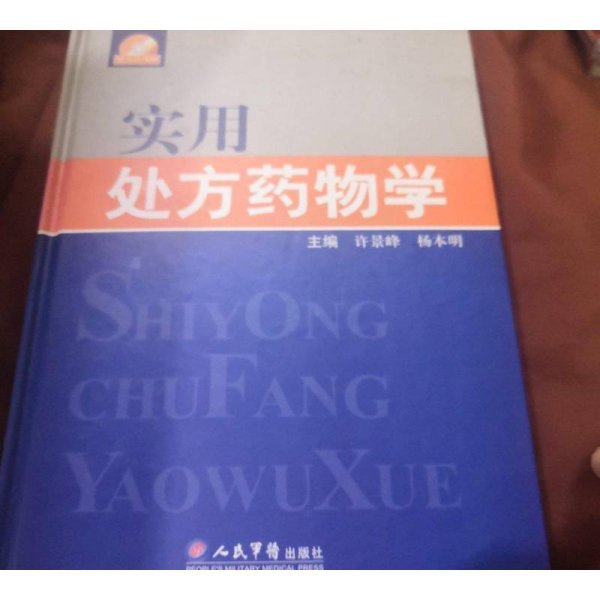 实用
处方药物学
主编 许景峰 杨本明
SHIYONG
CHUFANG
YAOWUXUE
人民军医出版社
PEOPLE'S MILITARY MEDICAL PRESS